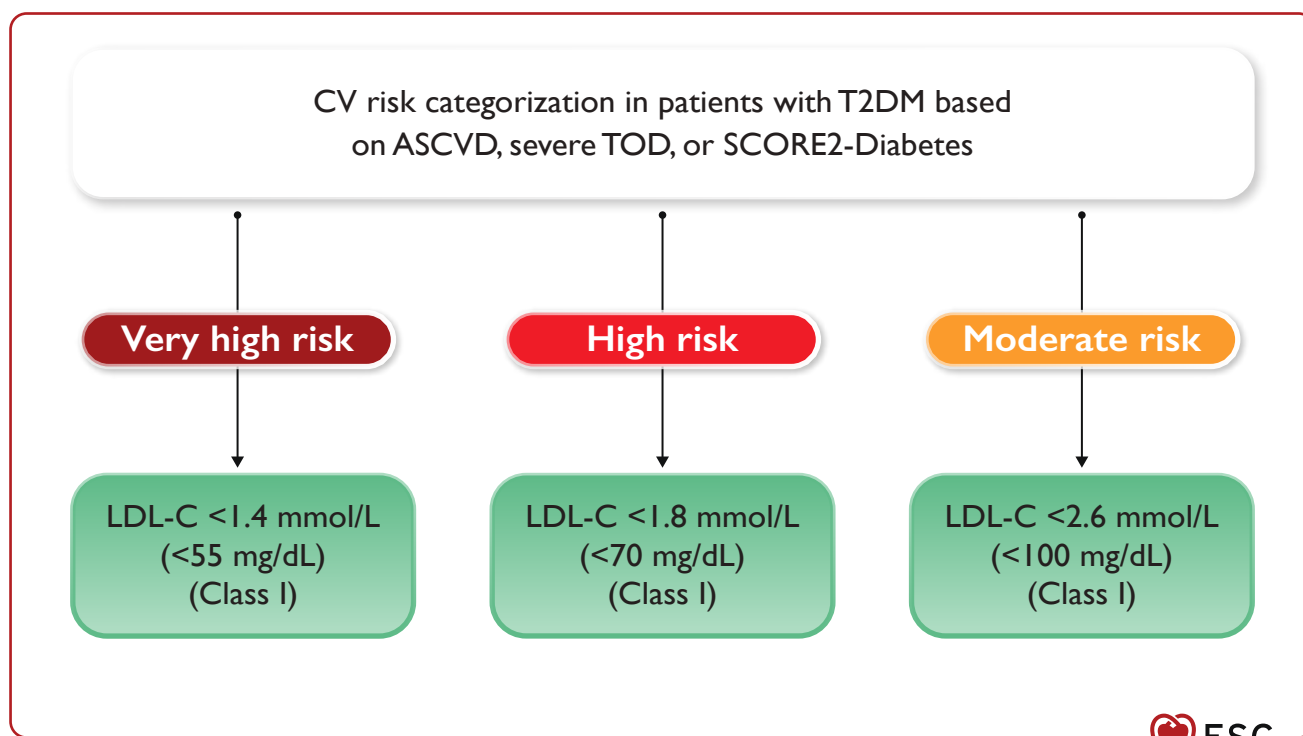 CV risk categorization in patients with T2DM based
on ASCVD, severe TOD, or SCORE2-Diabetes
Very high risk
High risk
Moderate risk
LDL-C <1.4 mmol/L
(<55 mg/dL)
(Class I)
LDL-C <1.8 mmol/L
(<70 mg/dL)
(Class I)
LDL-C <2.6 mmol/L
(<100 mg/dL)
(Class I)
ESC